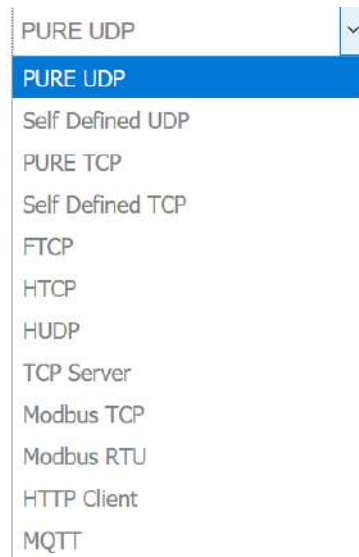 PURE UDP
PURE UDP
Self Defined UDP
PURE TCP
Self Defined TCP
FTCP
HTCP
HUDP
TCP Server
Modbus TCP
Modbus RTU
HTTP Client
MQTT